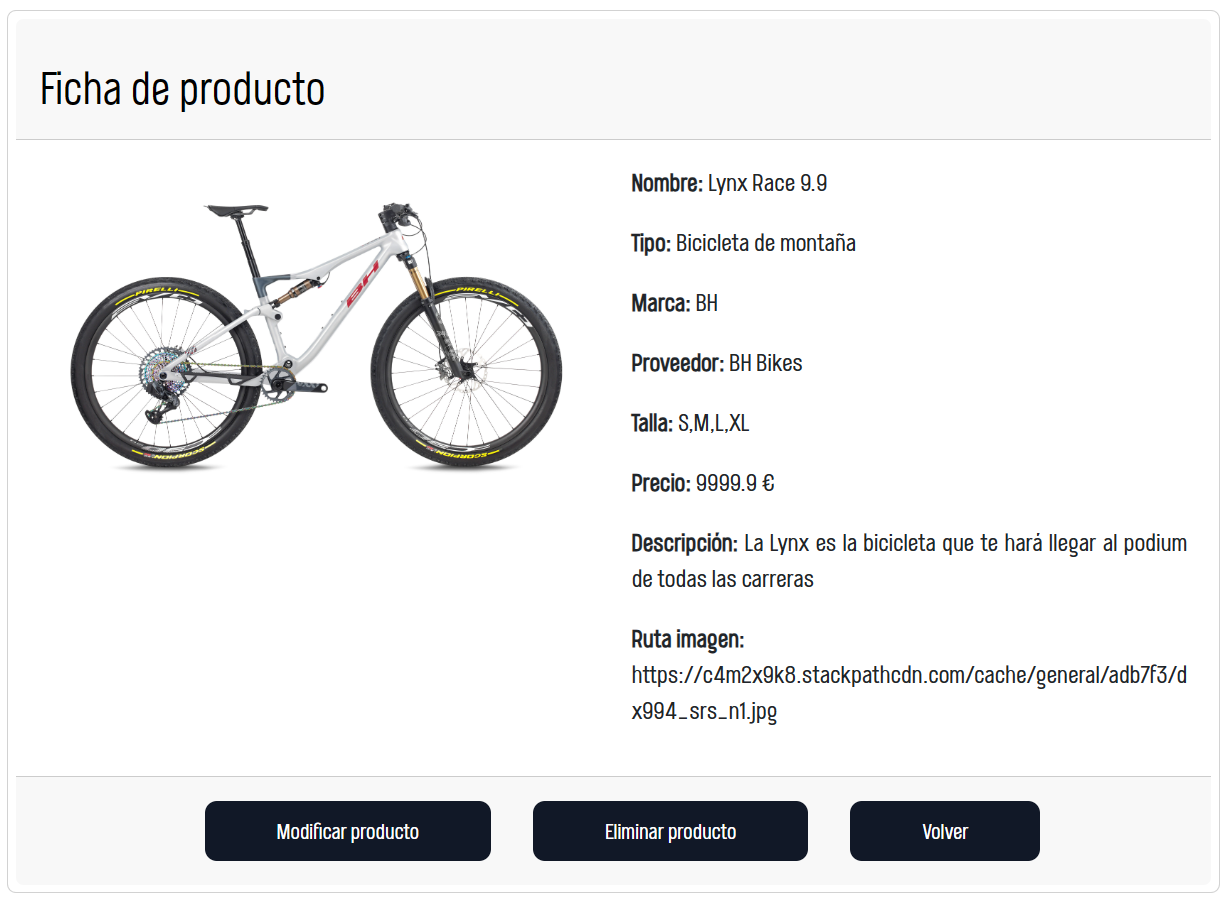 Ficha de producto
PIRELLI
PIRELLI
BH
SCORPION
SCORPION
Nombre: Lynx Race 9.9
Tipo: Bicicleta de montaña
Marca: BH
Proveedor: BH Bikes
Talla: S,M,L,XL
Precio: 9999.9 €
Descripción: La Lynx es la bicicleta que te hará llegar al podium
de todas las carreras
Ruta imagen:
https://c4m2x9k8.stackpathcdn.com/cache/general/adb7f3/d
x994_srs_n1.jpg
Modificar producto
Eliminar producto
Volver